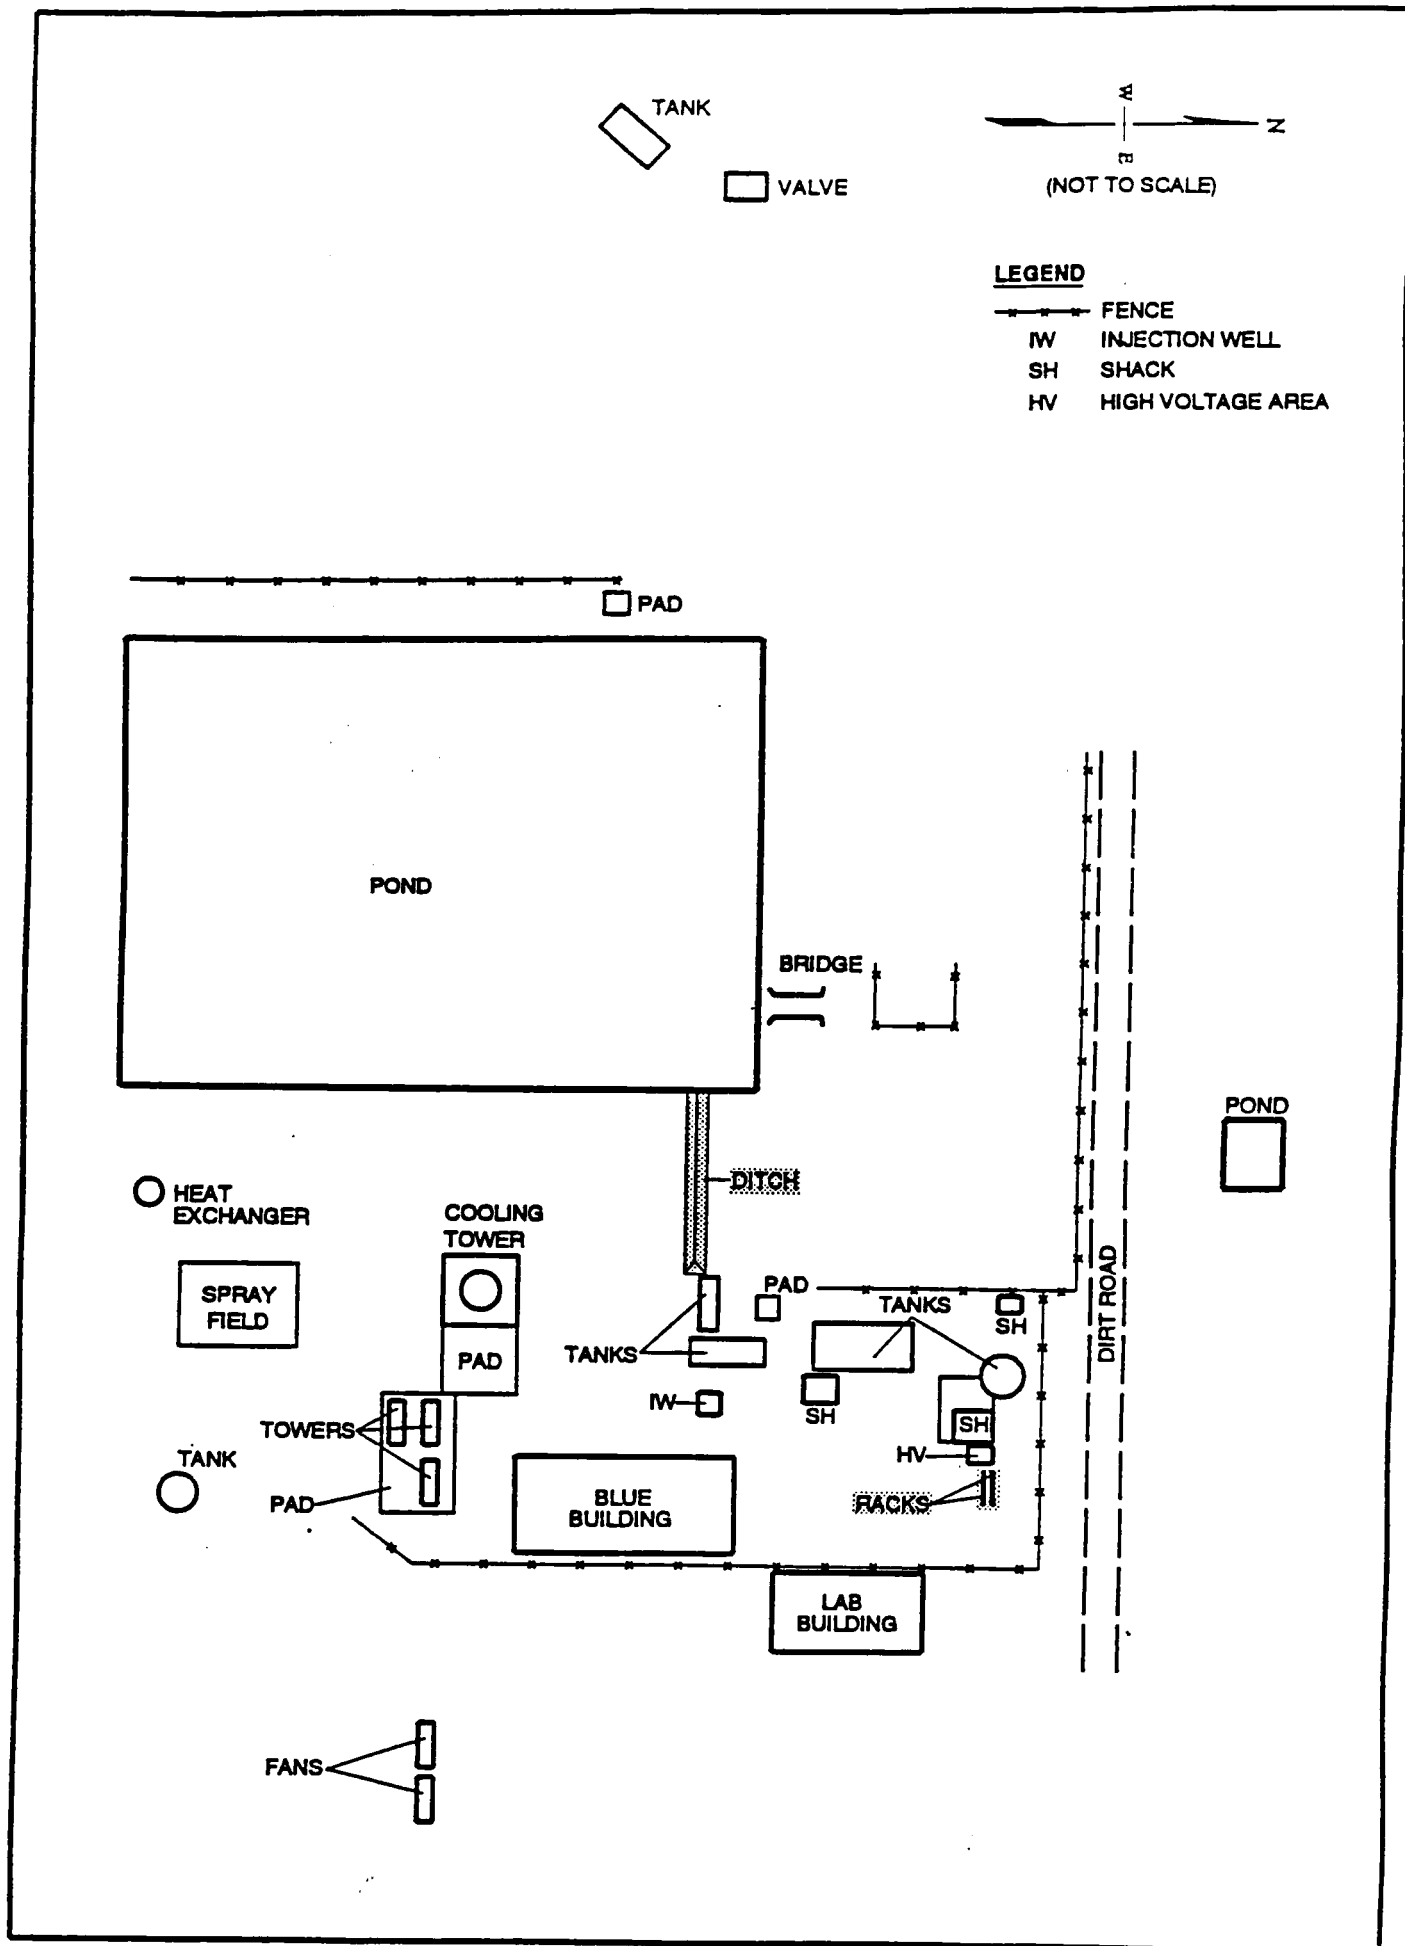 TANK
W
N
E
(NOT TO SCALE)
VALVE
LEGEND
FENCE
IW INJECTION WELL
SH SHACK
HV HIGH VOLTAGE AREA
PAD
POND
BRIDGE
POND
DITCH
HEAT
EXCHANGER
COOLING
TOWER
SPRAY
FIELD
PAD
TANKS
SH
DIRT ROAD
TANKS
PAD
IW
SH
SH
TOWERS
HV
TANK
PAD
BLUE
BUILDING
RACKS
LAB
BUILDING
FANS